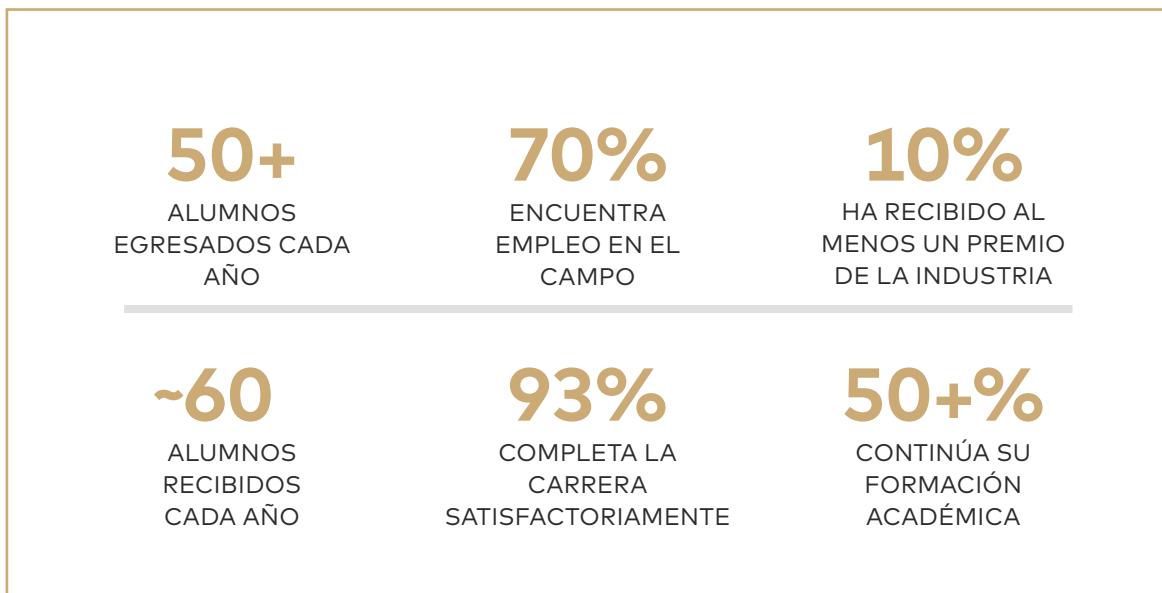 50+
ALUMNOS
EGRESADOS CADA
AÑO
70%
ENCUENTRA
EMPLEO EN EL
CAMPO
10%
HA RECIBIDO AL
MENOS UN PREMIO
DE LA INDUSTRIA
~60
ALUMNOS
RECIBIDOS
CADA AÑO
93%
COMPLETA LA
CARRERA
SATISFACTORIAMENTE
50+%
CONTINÚA SU
FORMACIÓN
ACADÉMICA